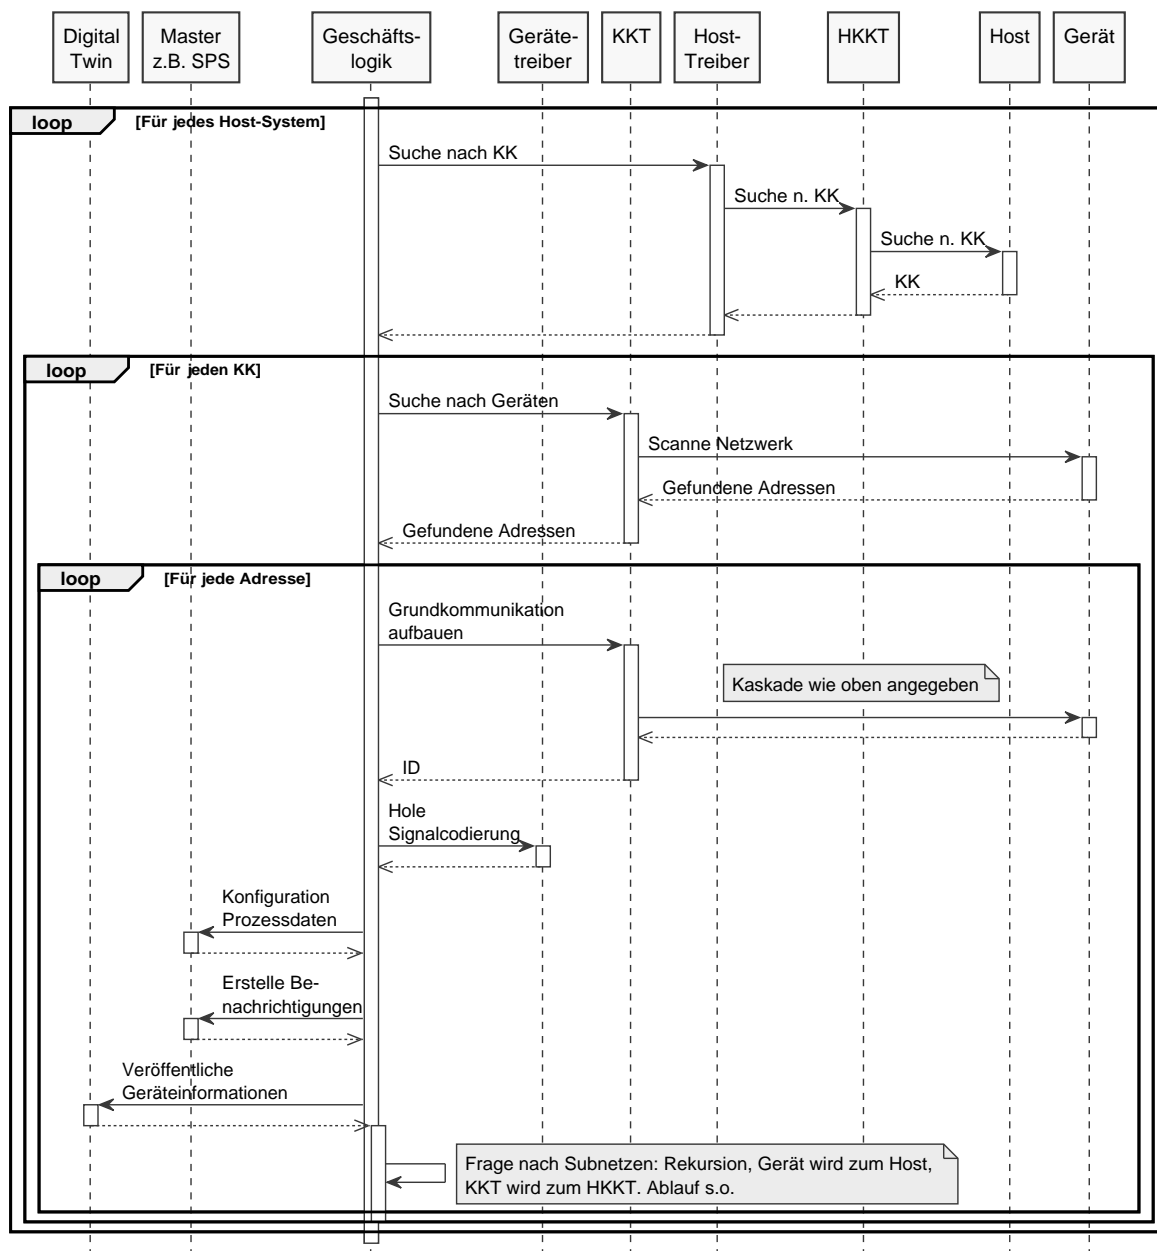 Digital
Twin
Master
z.B. SPS
Geschäfts-
logik
Geräte-
treiber
KKT
Host-
Treiber
HKKT
Host
Gerät
loop
[Für jedes Host-System]
Suche nach KK
Suche n. KK
Suche n. KK
KK
loop
[Für jeden KK]
Suche nach Geräten
Scanne Netzwerk
Gefundene Adressen
Gefundene Adressen
loop
[Für jede Adresse]
Grundkommunikation
aufbauen
Kaskade wie oben angegeben
ID
Hole
Signalcodierung
Konfiguration
Prozessdaten
Erstelle Be-
nachrichtigungen
Veröffentliche
Geräteinformationen
Frage nach Subnetzen: Rekursion, Gerät wird zum Host,
KKT wird zum HKKT. Ablauf s.o.